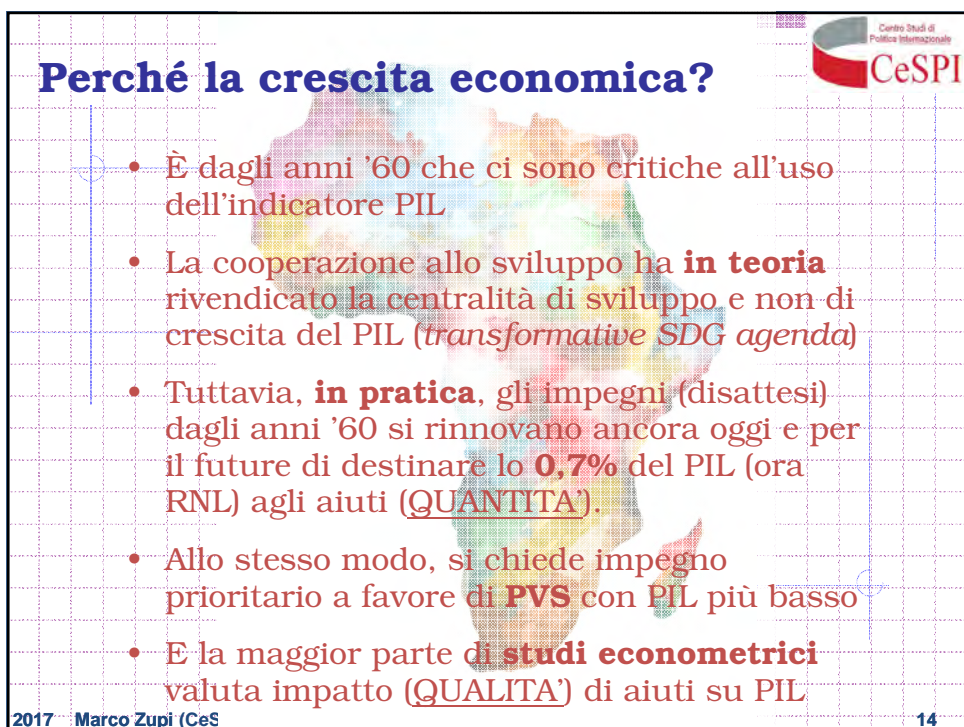 Centro Studi di
Politica Internazionale
CeSPI
Perché la crescita economica?
• È dagli anni '60 che ci sono critiche all'uso
dell'indicatore PIL
• La cooperazione allo sviluppo ha in teoria
rivendicato la centralità di sviluppo e non di
crescita del PIL (transformative SDG agenda)
• Tuttavia, in pratica, gli impegni (disattesi)
dagli anni '60 si rinnovano ancora oggi e per
il future di destinare lo 0,7% del PIL (ora
RNL) agli aiuti (QUANTITA').
• Allo stesso modo, si chiede impegno
prioritario a favore di PVS con PIL più basso
• E la maggior parte di studi econometrici
valuta impatto (QUALITA') di aiuti su PIL
2017 Marco Zupi (CeS 14